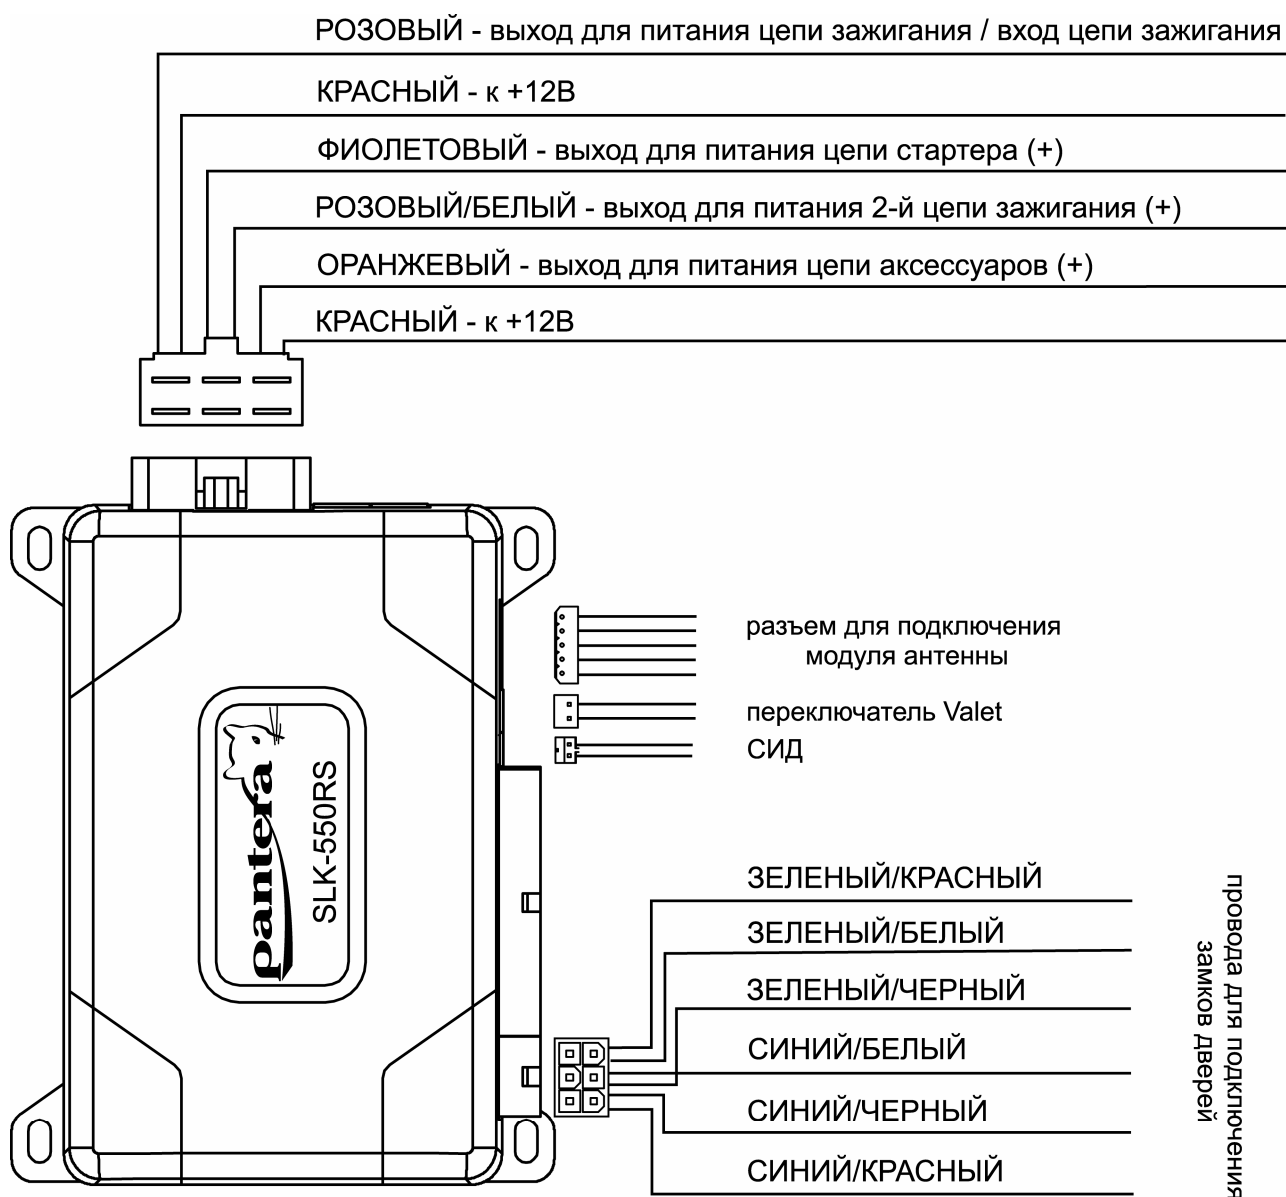 РОЗОВЫЙ - выход для питания цепи зажигания / вход цепи зажигания
КРАСНЫЙ - к +12В
ФИОЛЕТОВЫЙ - выход для питания цепи стартера (+)
РОЗОВЫЙ/БЕЛЫЙ - выход для питания 2-й цепи зажигания (+)
ОРАНЖЕВЫЙ - выход для питания цепи аксессуаров (+)
КРАСНЫЙ - к +12В
разъем для подключения
модуля антенны
переключатель Valet
СИД
pantera
SLK-550RS
ЗЕЛЕНЫЙ/КРАСНЫЙ
ЗЕЛЕНЫЙ/БЕЛЫЙ
ЗЕЛЕНЫЙ/ЧЕРНЫЙ
СИНИЙ/БЕЛЫЙ
СИНИЙ/ЧЕРНЫЙ
СИНИЙ/КРАСНЫЙ
провода для подключения
замков дверей